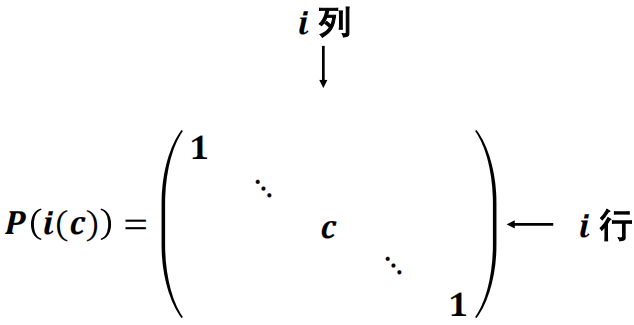 i 列
1
⋱
P(i(c)) = c ← i 行
⋱
1